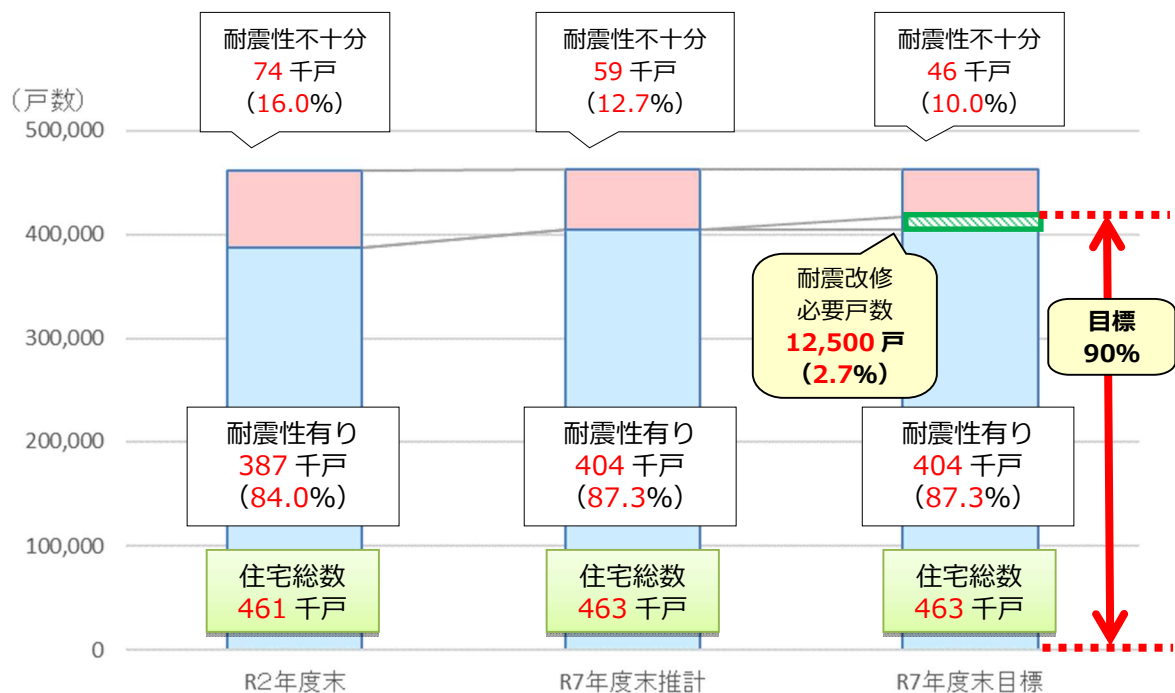 （戸数）
500,000
400,000
300,000
200,000
100,000
0
耐震性不十分
74 千戸
（16.0%）
耐震性不十分
59 千戸
（12.7%）
耐震性不十分
46 千戸
（10.0%）
耐震改修
必要戸数
12,500 戸
（2.7%）
目標
90%
耐震性有り
387 千戸
（84.0%）
耐震性有り
404 千戸
（87.3%）
耐震性有り
404 千戸
（87.3%）
住宅総数
461 千戸
住宅総数
463 千戸
住宅総数
463 千戸
R2年度末
R7年度末推計
R7年度末目標